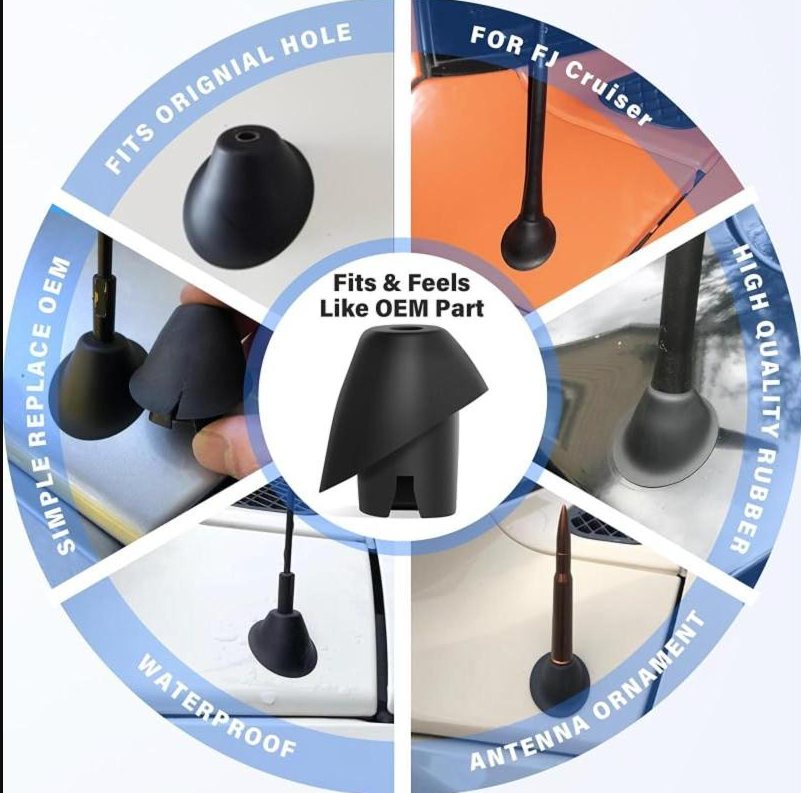 FITS ORIGNIAL HOLE
FOR FJ Cruiser
SIMPLE REPLACE OEM
Fits & Feels
Like OEM Part
HIGH QUALITY RUBBER
WATERPROOF
ANTENNA ORNAMENT